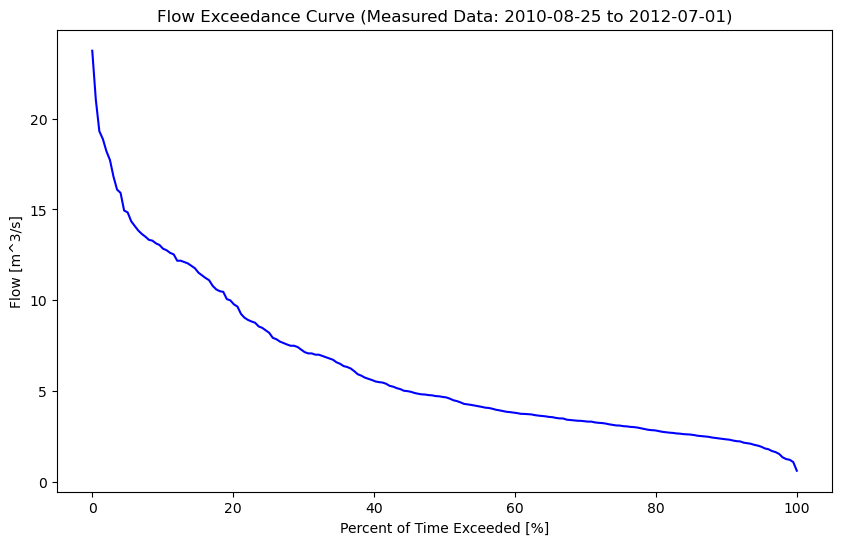 Flow Exceedance Curve (Measured Data: 2010-08-25 to 2012-07-01)
20
15
10
5
0
Flow [m^3/s]
0 20 40 60 80 100
Percent of Time Exceeded [%]